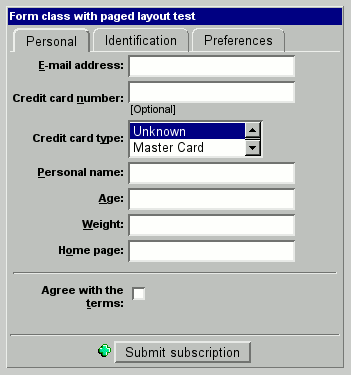 Form class with paged layout test
Personal Identification Preferences
E-mail address:
Credit card number:
[Optional]
Credit card type: Unknown
Master Card
Personal name:
Age:
Weight:
Home page:
Agree with the
terms:
Submit subscription